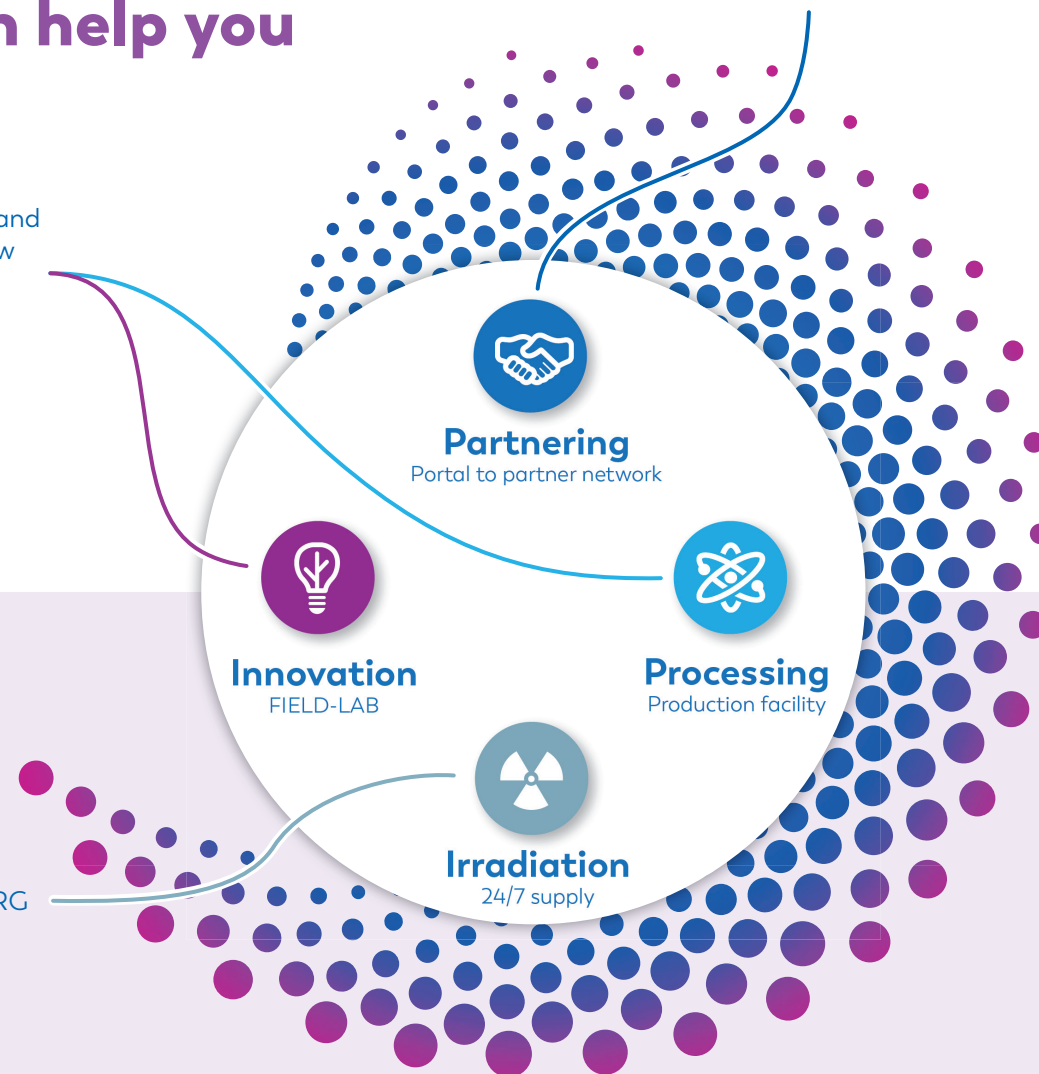 help you
and
Partnering
Portal to partner network
Innovation
FIELD-LAB
Processing
Production facility
Irradiation
24/7 supply
RG